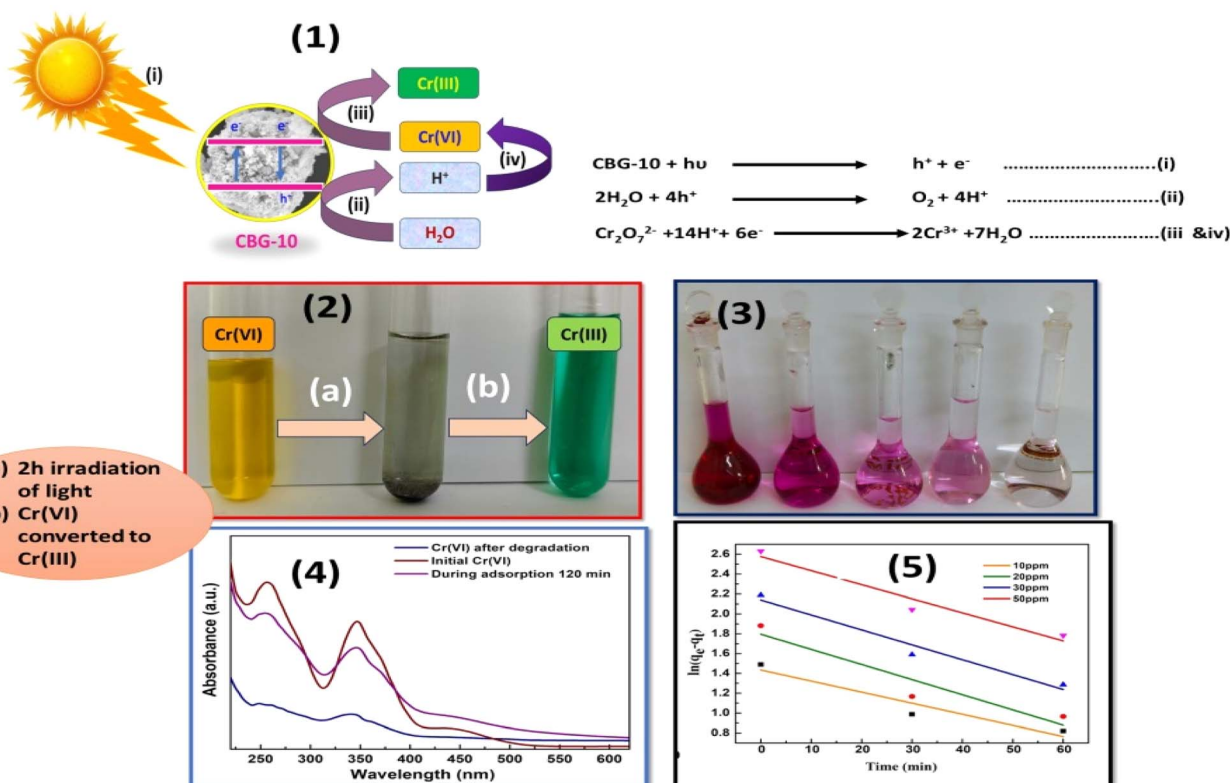 (1)
(i)
e⁻ e⁻
h⁺
CBG-10
(iii)
(ii)
(iv)
Cr(III)
Cr(VI)
H⁺
H₂O
CBG-10 + hυ h⁺ + e⁻ ..........................(i)
2H₂O + 4h⁺ O₂ + 4H⁺ ..........................(ii)
Cr₂O₇²⁻ +14H⁺+ 6e⁻ 2Cr³⁺ +7H₂O ........................(iii &iv)
(2)
Cr(VI)
(a)
(b)
Cr(III)
(3)
) 2h irradiation
of light
) Cr(VI)
converted to
Cr(III)
(4)
Cr(VI) after degradation
Initial Cr(VI)
During adsorption 120 min
Absorbance (a.u.)
250 300 350 400 450 500 550 600
Wavelength (nm)
(5)
10ppm
20ppm
30ppm
50ppm
ln(qₑ-qₜ)
2.6
2.4
2.2
2.0
1.8
1.6
1.4
1.2
1.0
0.8
0 10 20 30 40 50 60
Time (min)